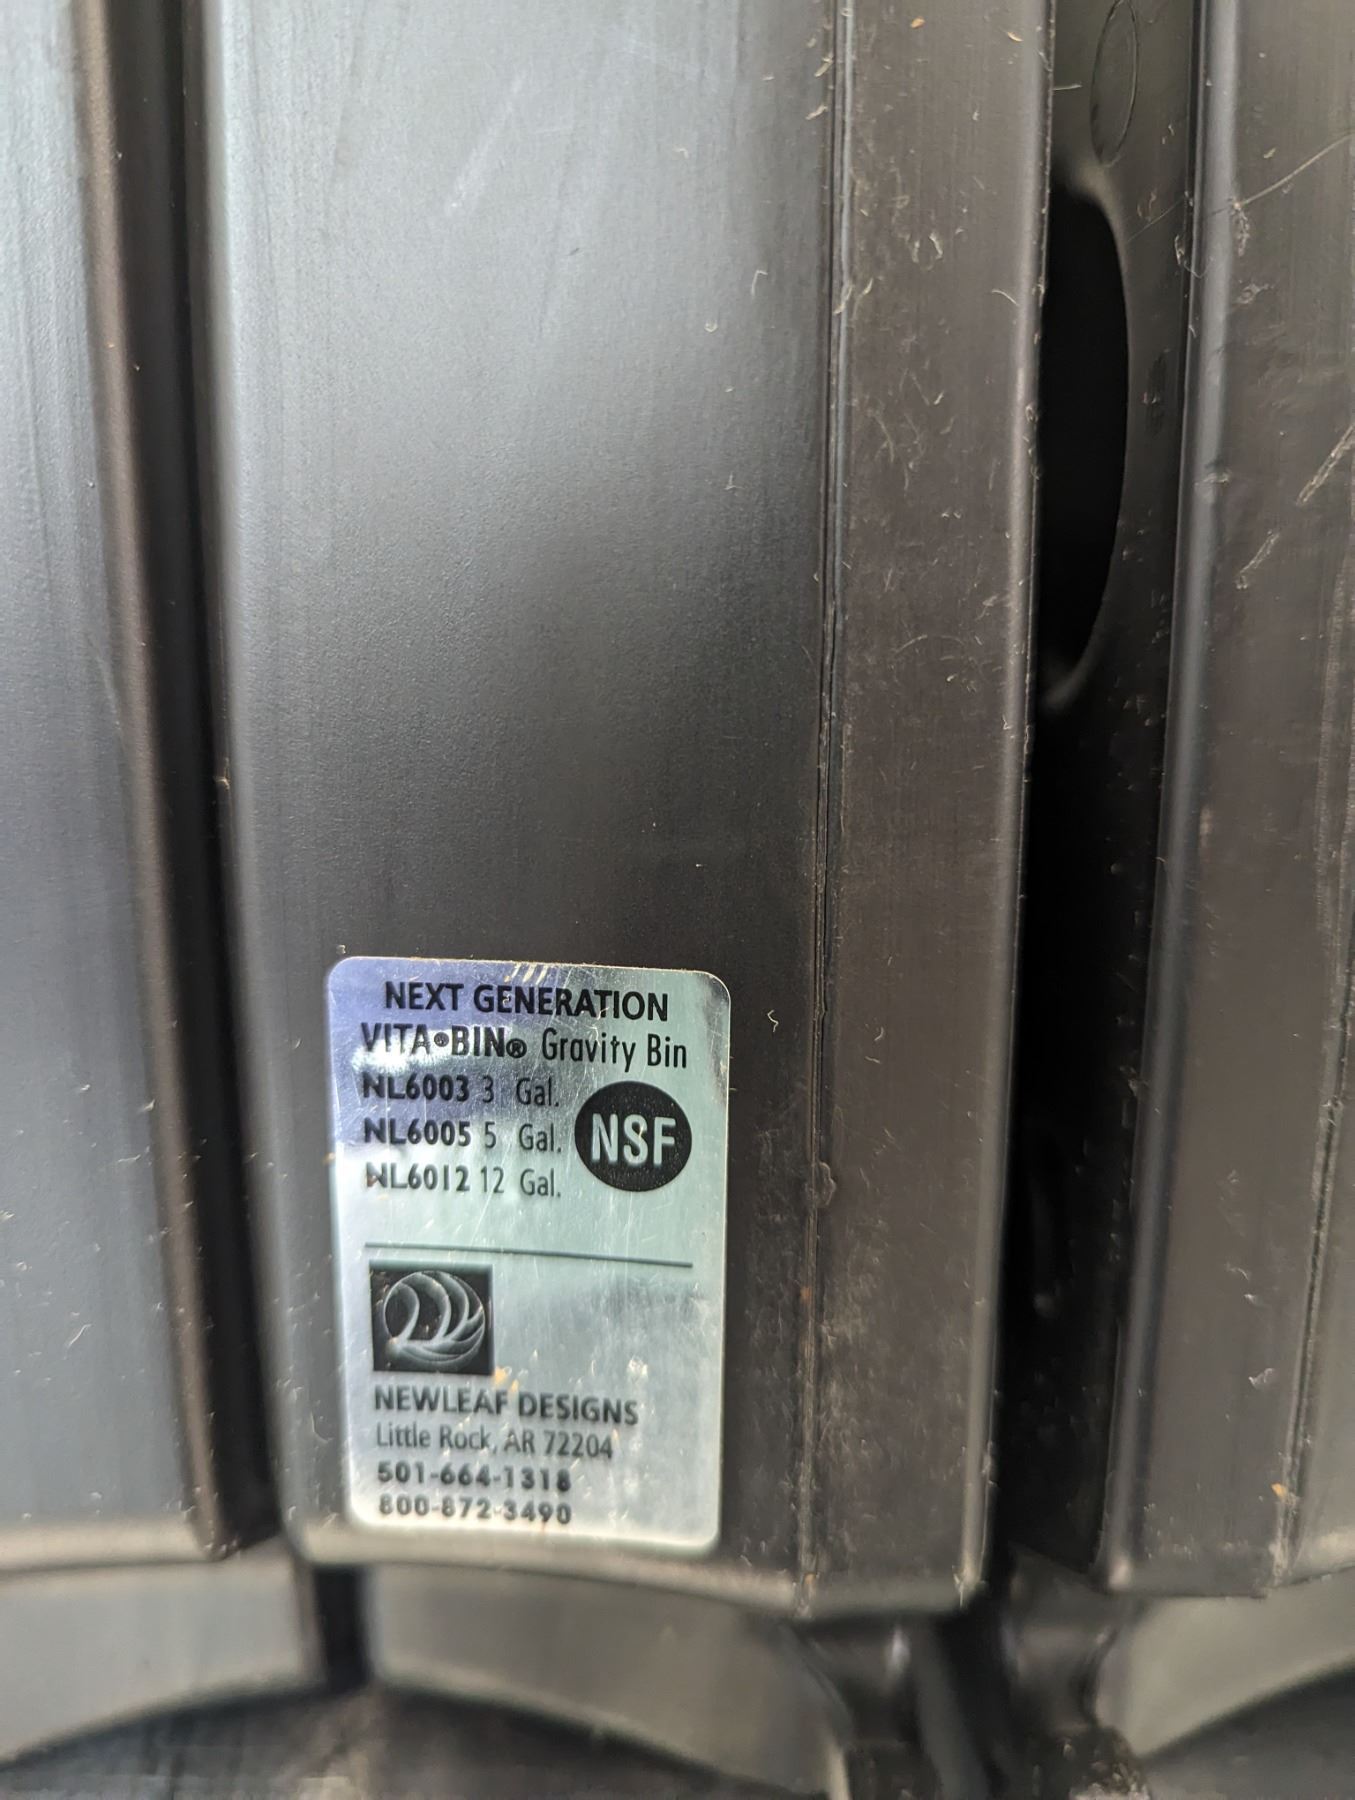 NEXT GENERATION
VITA•BIN® Gravity Bin
NL6003 3 Gal.
NL6005 5 Gal.
NL6012 12 Gal.
NSF
NEWLEAF DESIGNS
Little Rock, AR 72204
501-664-1318
800-872-3490